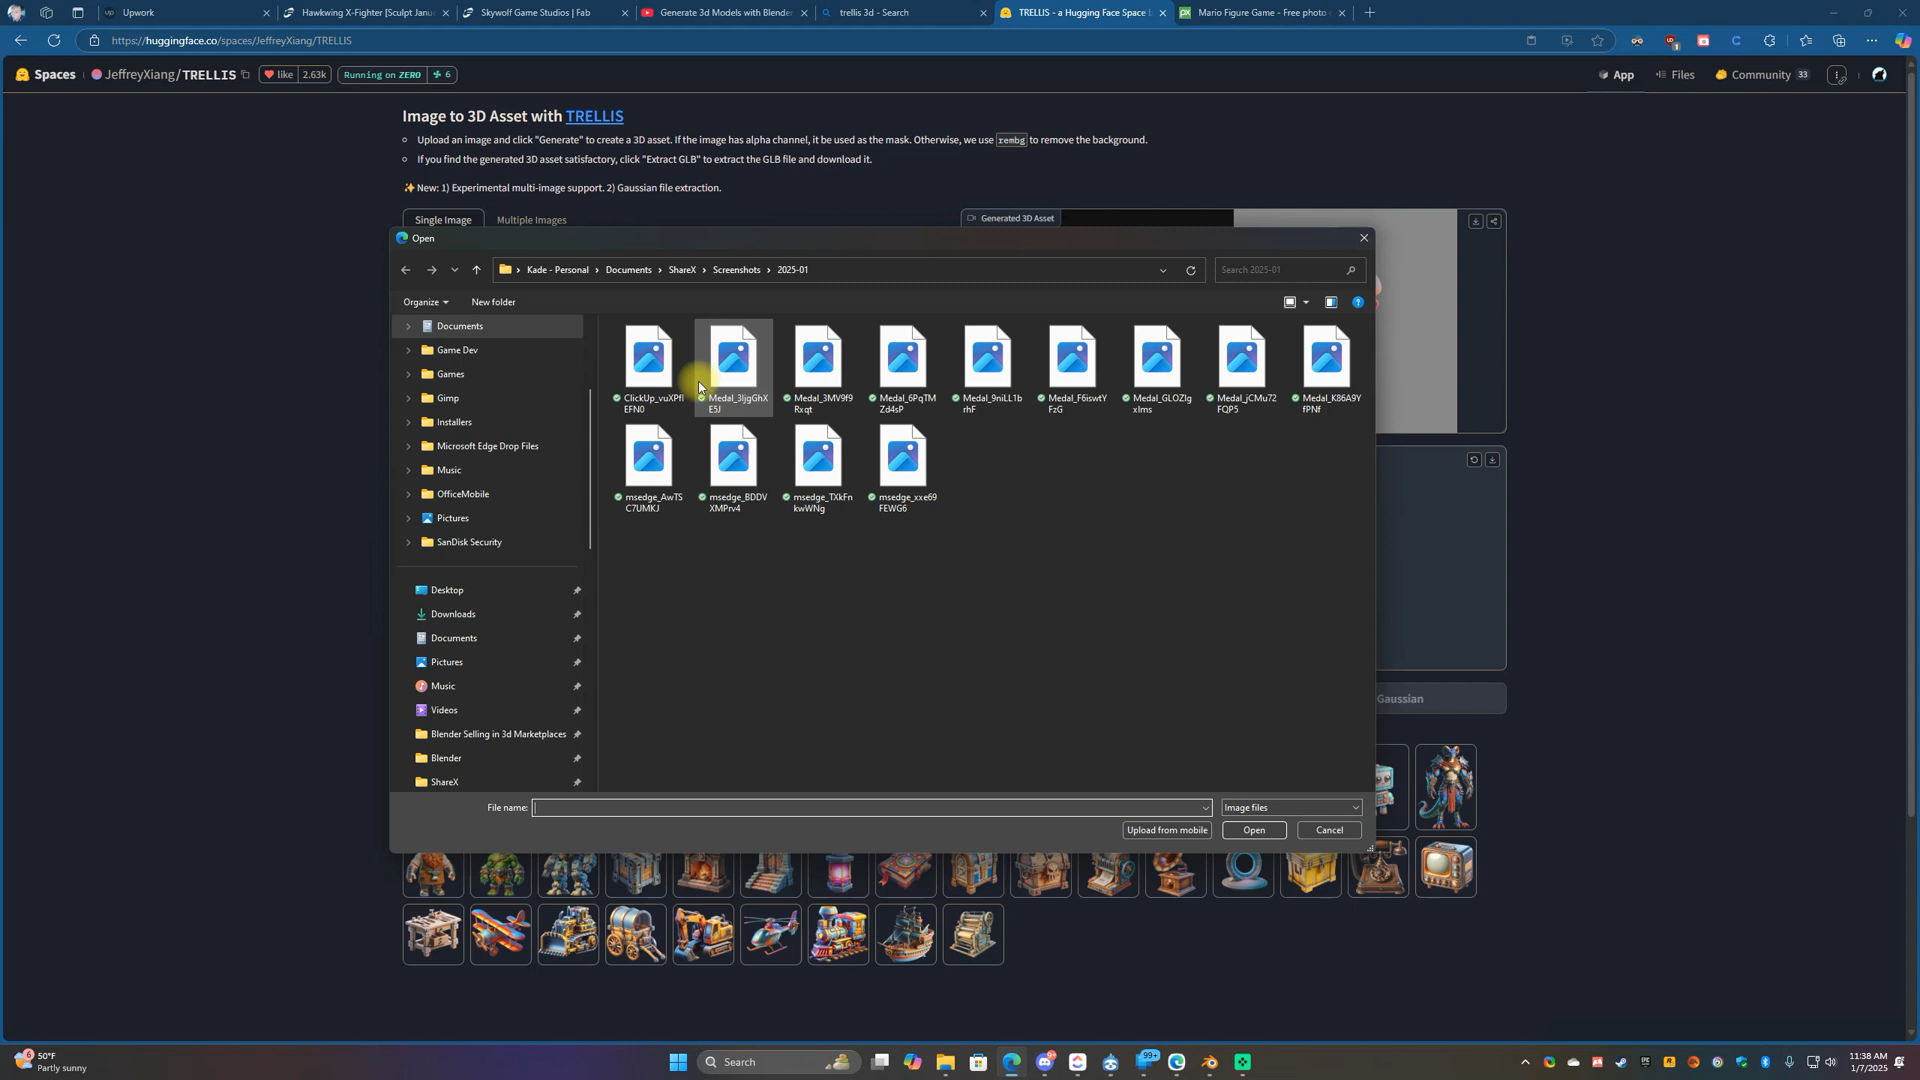 Upwork
Hawkwing X-Fighter [Sculpt Janu
Skywolf Game Studios | Fab
Generate 3d Models with Blender
trellis 3d - Search
TRELLIS - a Hugging Face Space b
Mario Figure Game - Free photo
https://huggingface.co/spaces/JeffreyXiang/TRELLIS
Spaces
JeffreyXiang/TRELLIS
like
2.63k
Running on ZERO
6
App
Files
Community
33
Image to 3D Asset with TRELLIS
Upload an image and click "Generate" to create a 3D asset. If the image has alpha channel, it be used as the mask. Otherwise, we use rembg to remove the background.
If you find the generated 3D asset satisfactory, click "Extract GLB" to extract the GLB file and download it.
✨New: 1) Experimental multi-image support. 2) Gaussian file extraction.
Single Image
Multiple Images
Generated 3D Asset
Open
Kade - Personal
Documents
ShareX
Screenshots
2025-01
Search 2025-01
Organize
New folder
Documents
Game Dev
Games
Gimp
Installers
Microsoft Edge Drop Files
Music
OfficeMobile
Pictures
SanDisk Security
Desktop
Downloads
Documents
Pictures
Music
Videos
Blender Selling in 3d Marketplaces
Blender
ShareX
ClickUp_vuXPfl
EFN0
Medal_3IjgGhX
E5J
Medal_3MV9f9
Rxqt
Medal_6PqTM
Zd4sP
Medal_9niLL1b
rhF
Medal_F6iswtY
FzG
Medal_GLOZIg
xIms
Medal_jCMu72
FQP5
Medal_K86A9Y
fPNf
msedge_AwTS
C7UMKJ
msedge_BDDV
XMPrv4
msedge_TXkFn
kwWNg
msedge_xxe69
FEWG6
File name:
Image files
Upload from mobile
Open
Cancel
Gaussian
50°F
Partly sunny
Search
99+
11:38 AM
1/7/2025